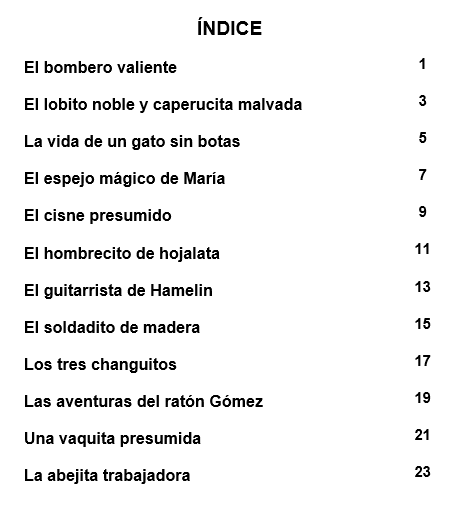 ÍNDICE
El bombero valiente 1
El lobito noble y caperucita malvada 3
La vida de un gato sin botas 5
El espejo mágico de María 7
El cisne presumido 9
El hombrecito de hojalata 11
El guitarrista de Hamelin 13
El soldadito de madera 15
Los tres changuitos 17
Las aventuras del ratón Gómez 19
Una vaquita presumida 21
La abejita trabajadora 23